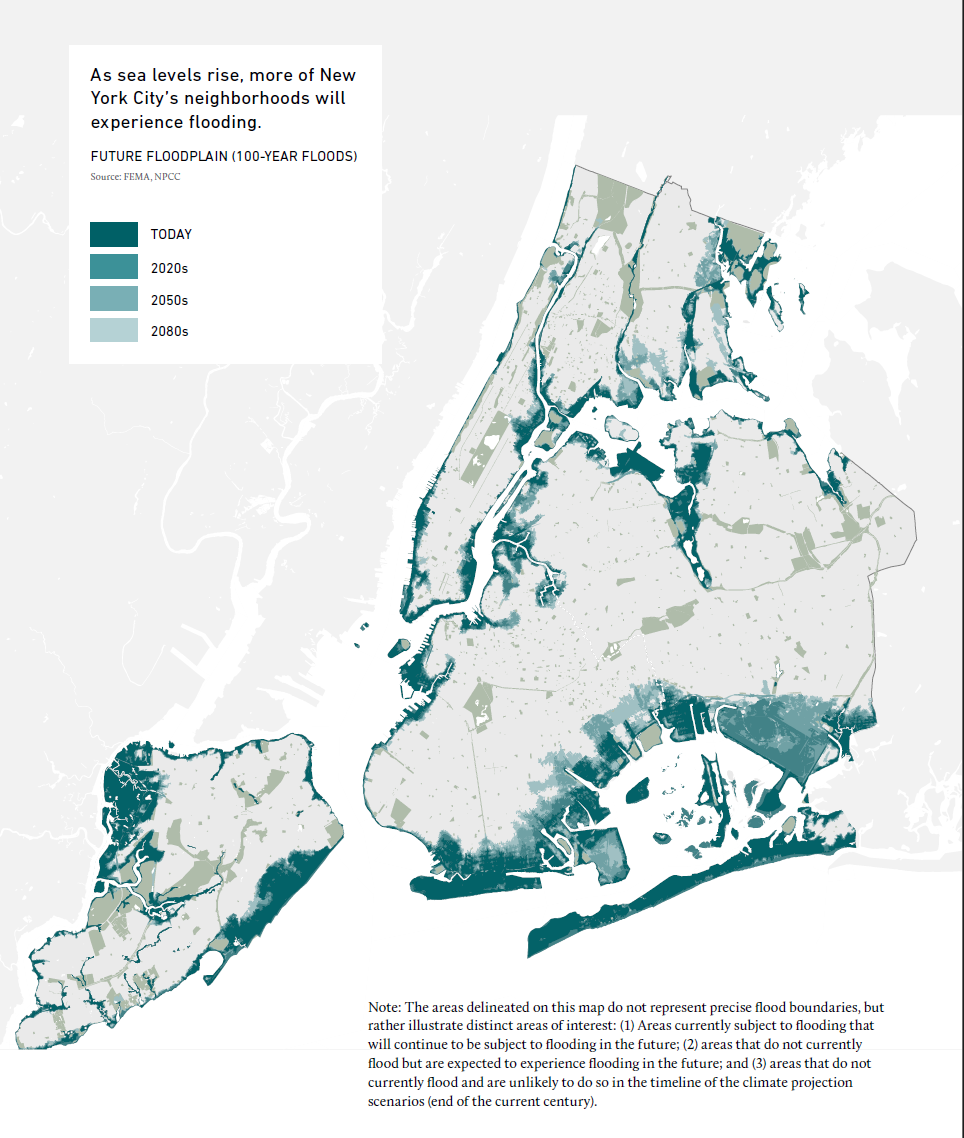 As sea levels rise, more of New
York City’s neighborhoods will
experience flooding.
FUTURE FLOODPLAIN (100-YEAR FLOODS)
Source: FEMA, NPCC
TODAY
2020s
2050s
2080s
Note: The areas delineated on this map do not represent precise flood boundaries, but
rather illustrate distinct areas of interest: (1) Areas currently subject to flooding that
will continue to be subject to flooding in the future; (2) areas that do not currently
flood but are expected to experience flooding in the future; and (3) areas that do not
currently flood and are unlikely to do so in the timeline of the climate projection
scenarios (end of the current century).